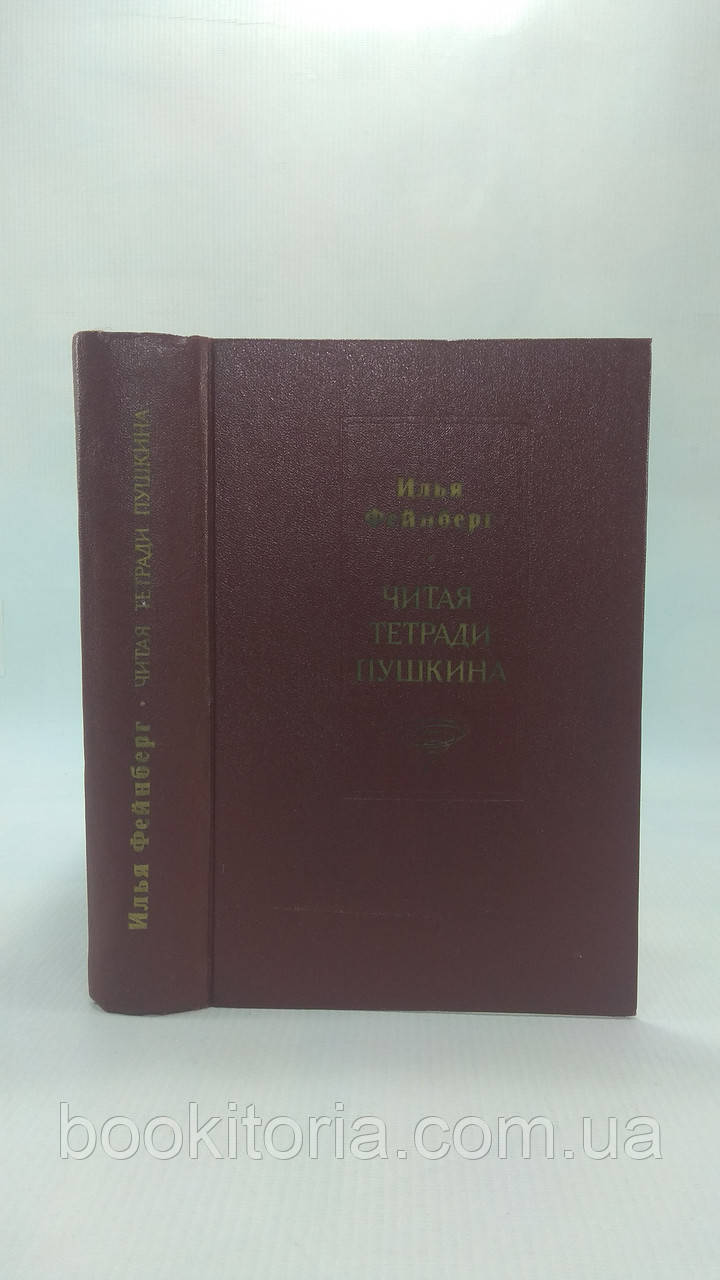 Илья Фейнберг · ЧИТАЯ ТЕТРАДИ ПУШКИНА
Илья
Фейнберг
ЧИТАЯ
ТЕТРАДИ
ПУШКИНА
bookitoria.com.ua